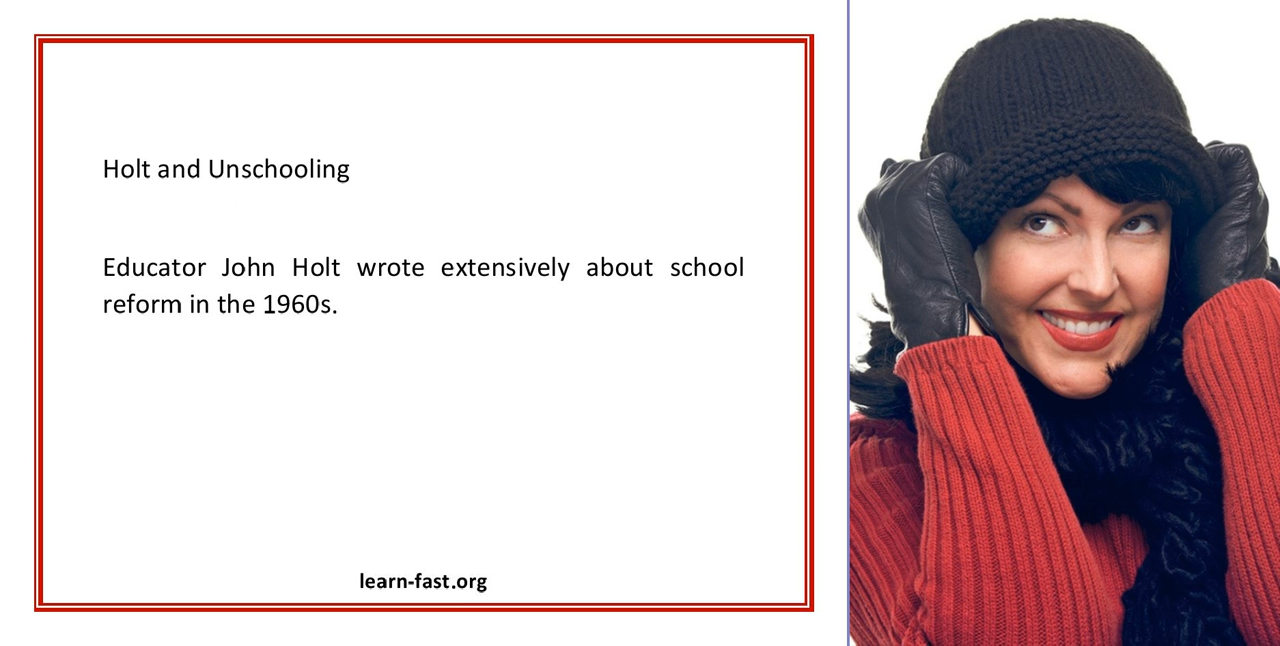 Holt and Unschooling
Educator John Holt wrote extensively about school
reform in the 1960s.
learn-fast.org